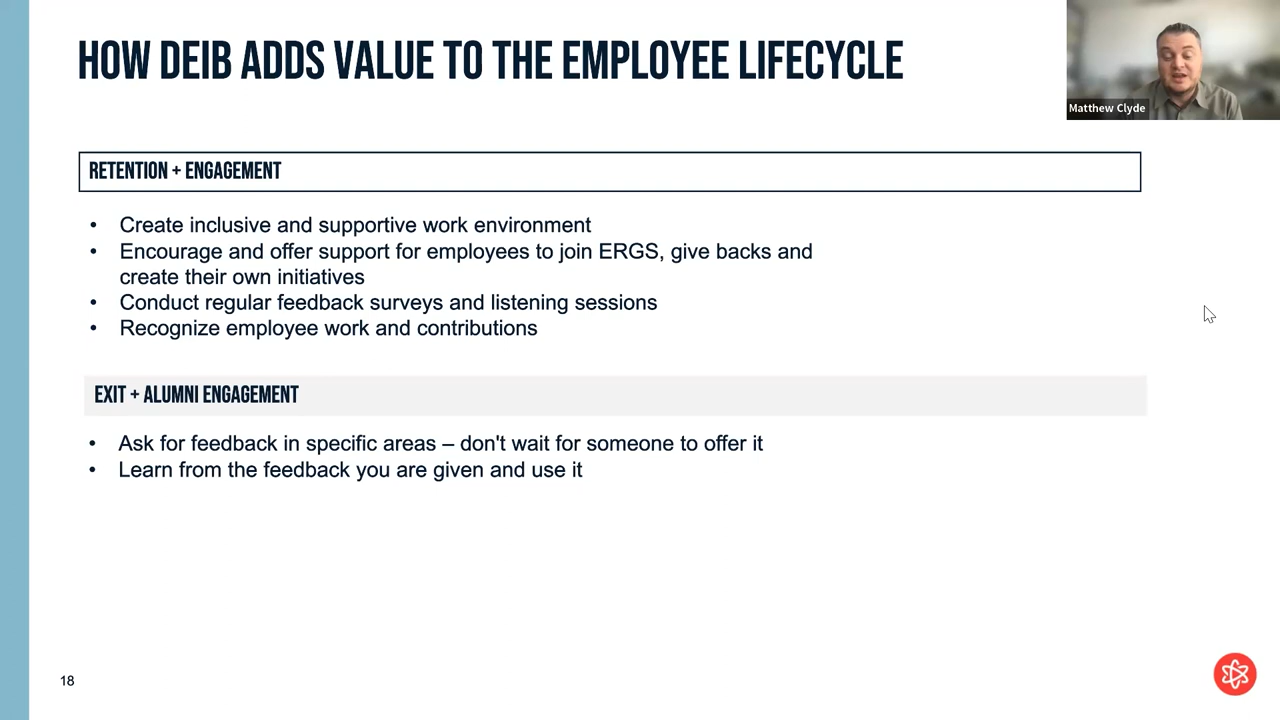 HOW DEIB ADDS VALUE TO THE EMPLOYEE LIFECYCLE
Matthew Clyde
RETENTION + ENGAGEMENT
• Create inclusive and supportive work environment
• Encourage and offer support for employees to join ERGS, give backs and
create their own initiatives
• Conduct regular feedback surveys and listening sessions
• Recognize employee work and contributions
EXIT + ALUMNI ENGAGEMENT
• Ask for feedback in specific areas – don't wait for someone to offer it
• Learn from the feedback you are given and use it
18